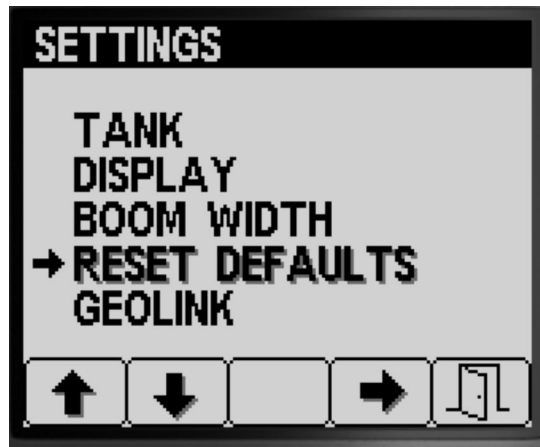 SETTINGS
TANK
DISPLAY
BOOM WIDTH
RESET DEFAULTS
GEOLINK